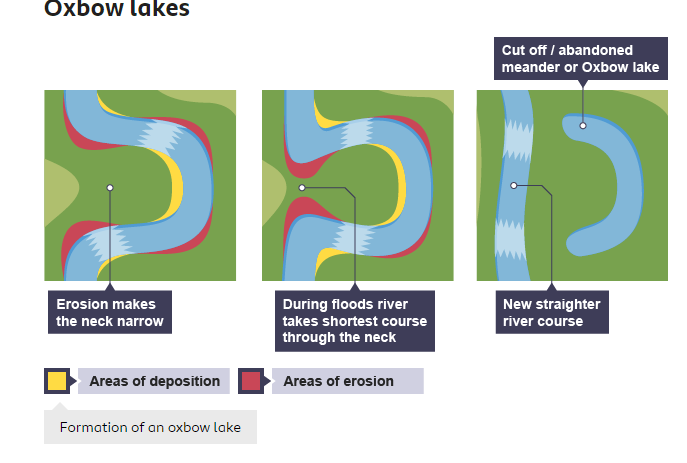 Oxbow lakes
Cut off / abandoned
meander or Oxbow lake
Erosion makes
the neck narrow
During floods river
takes shortest course
through the neck
New straighter
river course
Areas of deposition
Areas of erosion
Formation of an oxbow lake